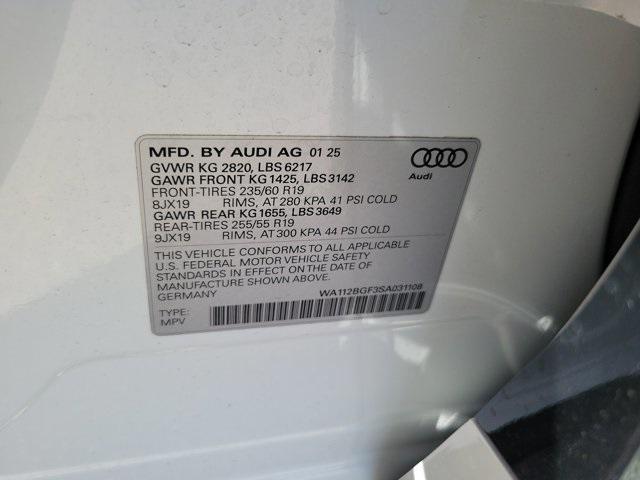 MFD. BY AUDI AG 01 25
GVWR KG 2820, LBS 6217
GAWR FRONT KG 1425, LBS 3142
FRONT-TIRES 235/60 R19
8JX19 RIMS, AT 280 KPA 41 PSI COLD
GAWR REAR KG 1655, LBS 3649
REAR-TIRES 255/55 R19
9JX19 RIMS, AT 300 KPA 44 PSI COLD
THIS VEHICLE CONFORMS TO ALL APPLICABLE
U.S. FEDERAL MOTOR VEHICLE SAFETY
STANDARDS IN EFFECT ON THE DATE OF
MANUFACTURE SHOWN ABOVE.
GERMANY
WA112BGF3SA031108
TYPE:
MPV
Audi